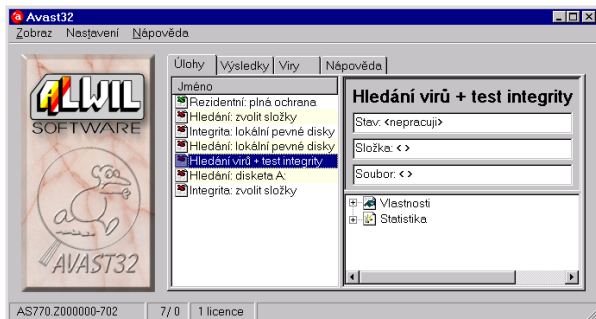 Avast32
Zobraz Nastavení Nápověda
ALWIL
SOFTWARE
AVAST32
Úlohy Výsledky Viry Nápověda
Jméno
Rezidentní: plná ochrana
Hledání: zvolit složky
Integrita: lokální pevné disky
Hledání: lokální pevné disky
Hledání virů + test integrity
Hledání: disketa A:
Integrita: zvolit složky
Hledání virů + test integrity
Stav: <nepracuji>
Složka: < >
Soubor: < >
Vlastnosti
Statistika
AS770.Z000000-702 7/ 0 1 licence